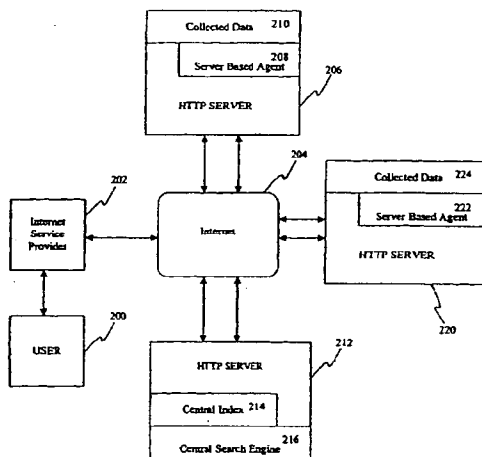 Collected Data 210
208
Server Based Agent
HTTP SERVER
206
204
202
Internet
Service
Provider
Internet
Collected Data 224
222
Server Based Agent
HTTP SERVER
220
200
USER
212
HTTP SERVER
Central Index 214
Central Search Engine 216